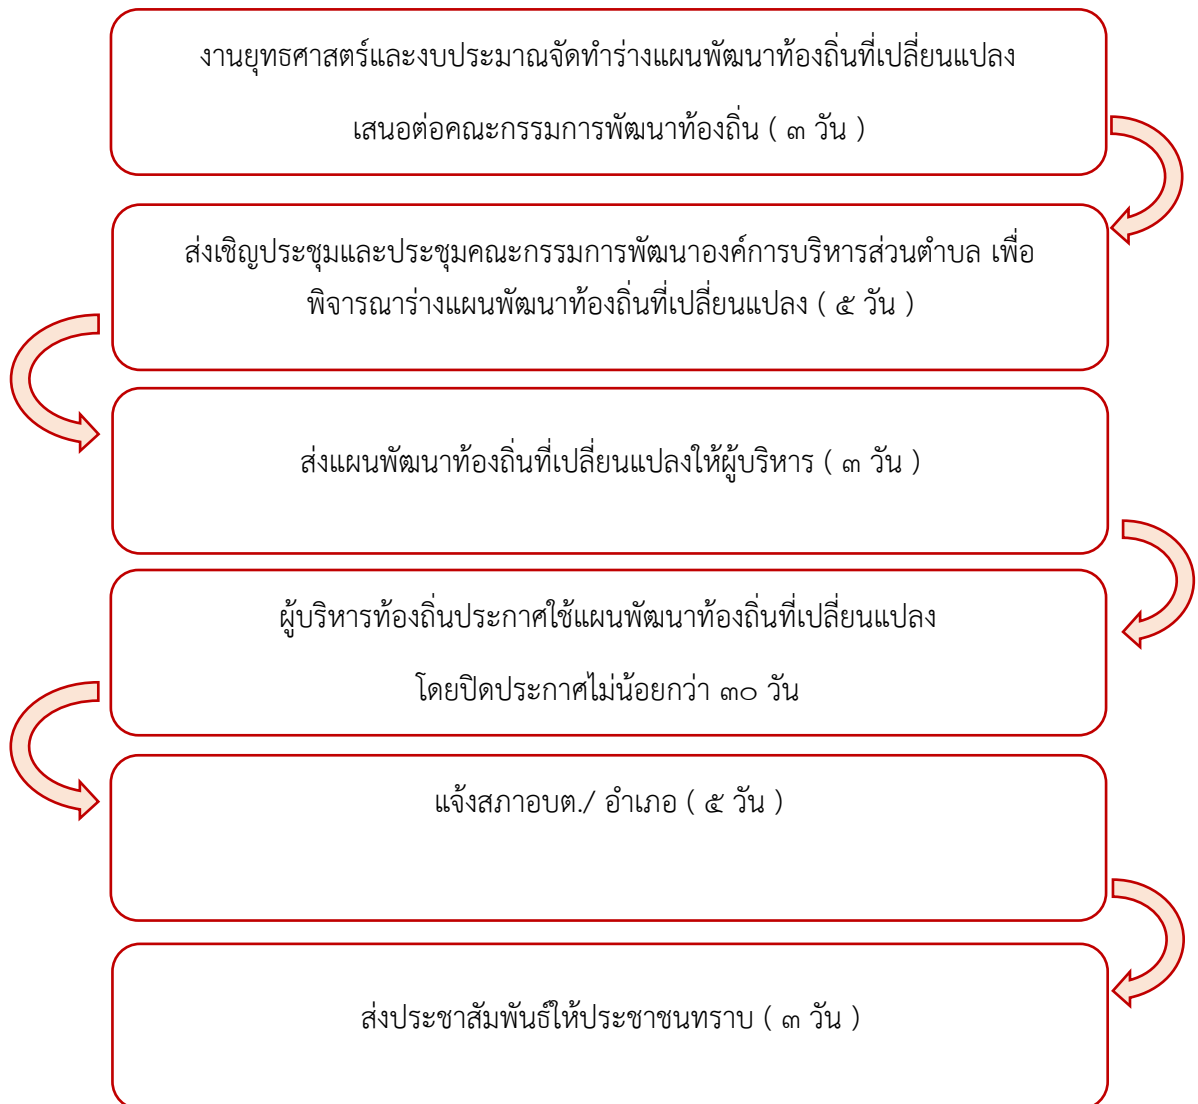 งานยุทธศาสตร์และงบประมาณจัดทำร่างแผนพัฒนาท้องถิ่นที่เปลี่ยนแปลง
เสนอต่อคณะกรรมการพัฒนาท้องถิ่น ( ๓ วัน )
ส่งเชิญประชุมและประชุมคณะกรรมการพัฒนาองค์การบริหารส่วนตำบล เพื่อ
พิจารณาร่างแผนพัฒนาท้องถิ่นที่เปลี่ยนแปลง ( ๕ วัน )
ส่งแผนพัฒนาท้องถิ่นที่เปลี่ยนแปลงให้ผู้บริหาร ( ๓ วัน )
ผู้บริหารท้องถิ่นประกาศใช้แผนพัฒนาท้องถิ่นที่เปลี่ยนแปลง
โดยปิดประกาศไม่น้อยกว่า ๓๐ วัน
แจ้งสภาอบต./ อำเภอ ( ๕ วัน )
ส่งประชาสัมพันธ์ให้ประชาชนทราบ ( ๓ วัน )